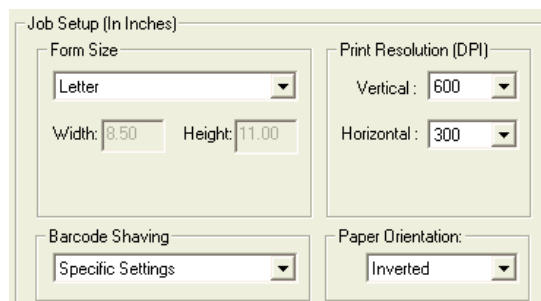 Job Setup (In Inches)
Form Size
Letter
Width: 8.50 Height: 11.00
Print Resolution (DPI)
Vertical : 600
Horizontal : 300
Barcode Shaving
Specific Settings
Paper Orientation:
Inverted